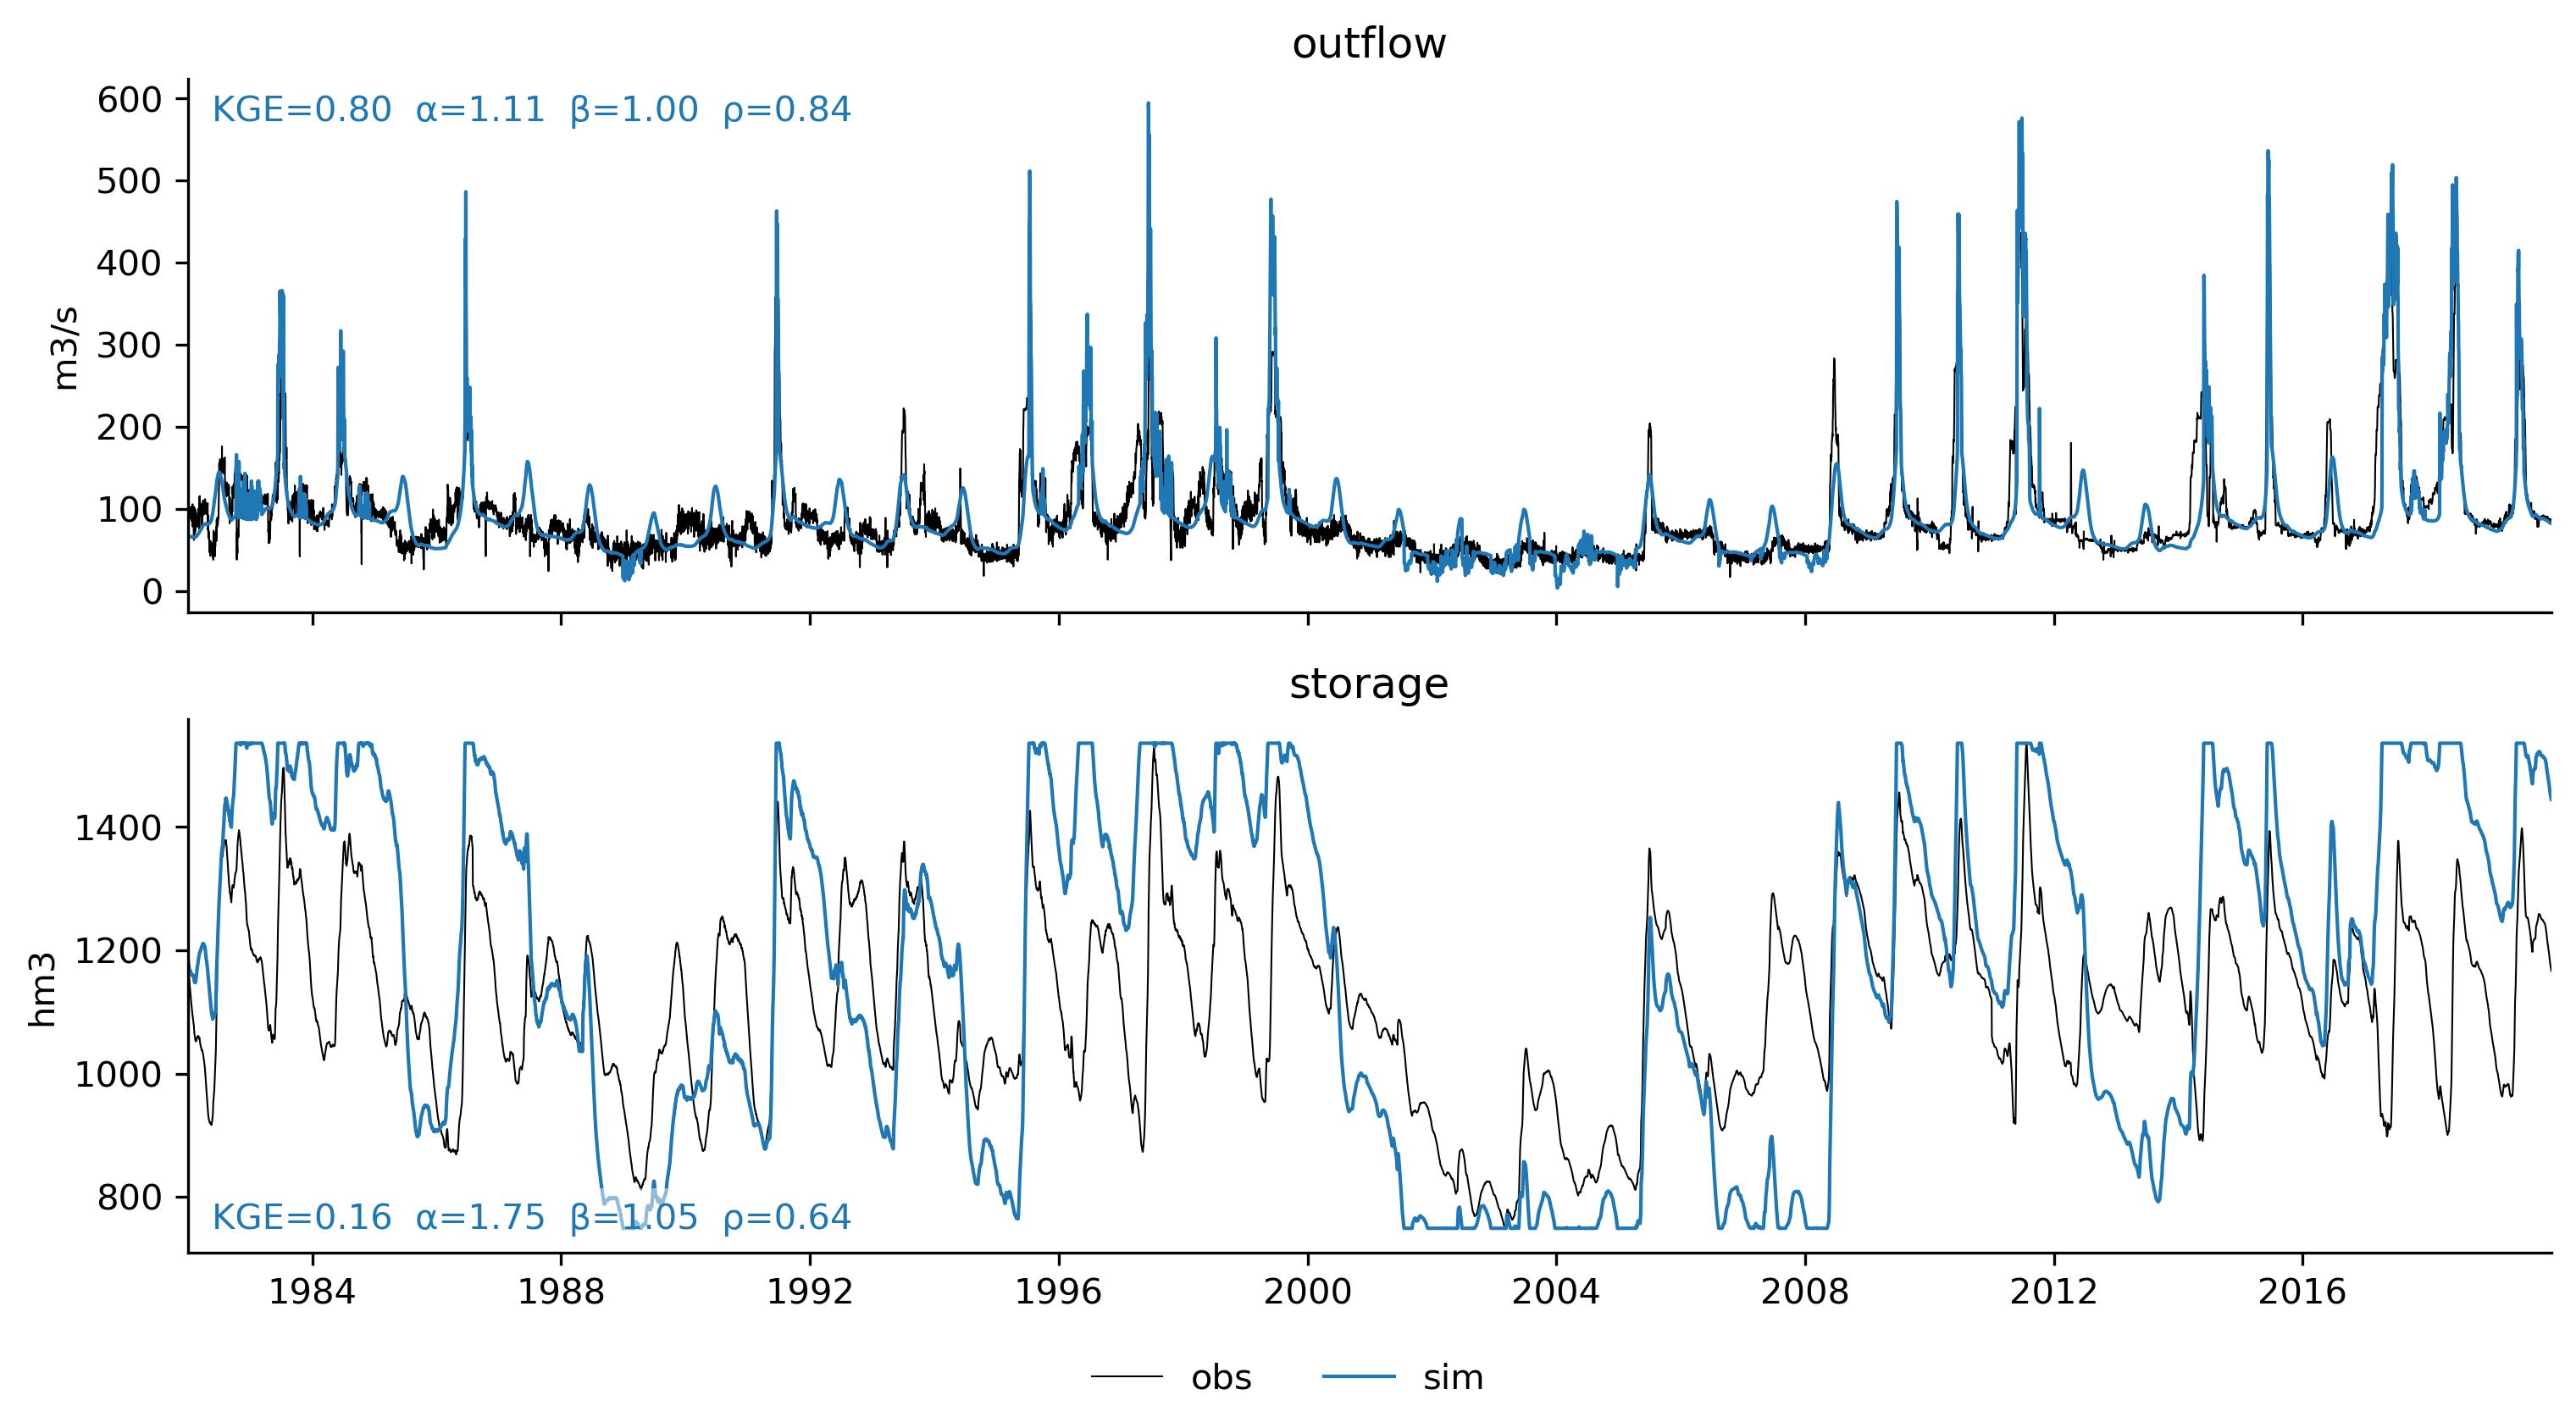 outflow
KGE=0.80 α=1.11 β=1.00 ρ=0.84
600
500
400
300
200
100
0
m3/s
storage
1400
1200
1000
800
hm3
KGE=0.16 α=1.75 β=1.05 ρ=0.64
1984 1988 1992 1996 2000 2004 2008 2012 2016
obs sim